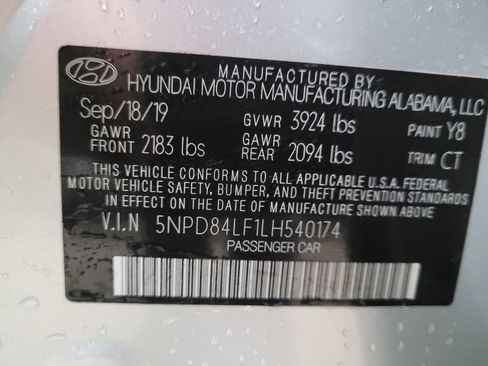 MANUFACTURED BY
HYUNDAI MOTOR MANUFACTURING ALABAMA, LLC
Sep/18/19 GVWR 3924 lbs PAINT Y8
GAWR FRONT 2183 lbs GAWR REAR 2094 lbs TRIM CT
THIS VEHICLE CONFORMS TO ALL APPLICABLE U.S.A. FEDERAL
MOTOR VEHICLE SAFETY, BUMPER, AND THEFT PREVENTION STANDARDS
IN EFFECT ON THE DATE OF MANUFACTURE SHOWN ABOVE
V.I.N 5NPD84LF1LH540174
PASSENGER CAR